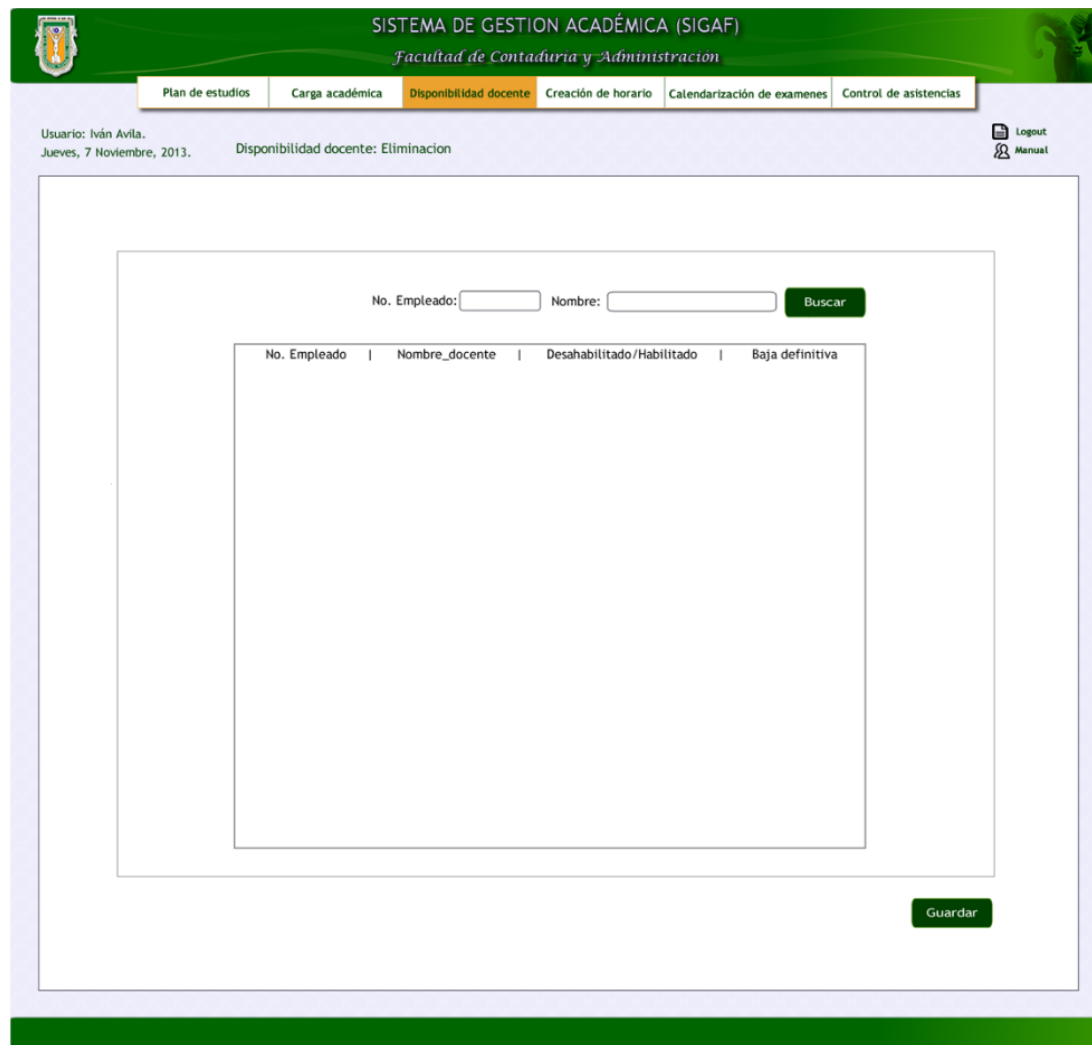 SISTEMA DE GESTION ACADÉMICA (SIGAF)
Facultad de Contaduría y Administración
Plan de estudios Carga académica Disponibilidad docente Creación de horario Calendarización de examenes Control de asistencias
Usuario: Iván Avila.
Jueves, 7 Noviembre, 2013.
Disponibilidad docente: Eliminacion
Logout
Manual
No. Empleado: Nombre: Buscar
No. Empleado | Nombre_docente | Desahabilitado/Habilitado | Baja definitiva
Guardar